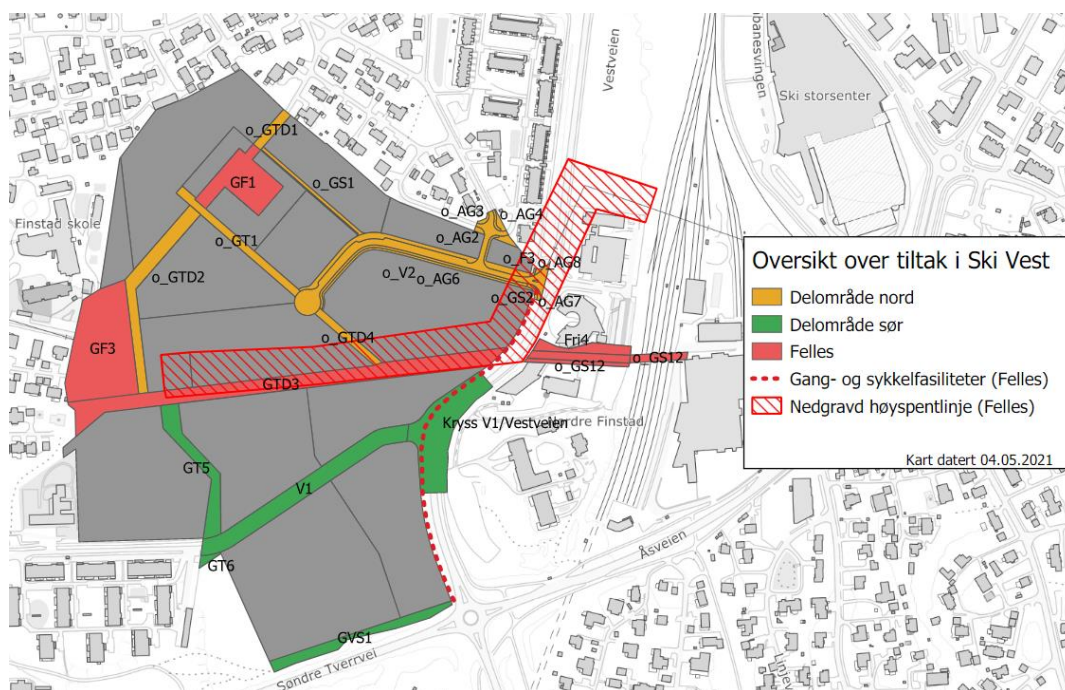 Vestveien
banesvingen
Ski storsenter
o_GTD1
GF1
o_GS1
Finstad skole
o_AG3
o_AG4
o_GT1
o_AG2
o_F3
o_AG8
o_GTD2
o_V2
o_AG6
o_GS2
o_AG7
GF3
o_GTD4
Fri4
o_GS12
o_GS12
GTD3
Kryss V1/Vestveien
Nordre Finstad
GT5
V1
GT6
Åsveien
GVS1
Søndre Tverrvei
Oversikt over tiltak i Ski Vest
Delområde nord
Delområde sør
Felles
Gang- og sykkelfasiliteter (Felles)
Nedgravd høyspentlinje (Felles)
Kart datert 04.05.2021